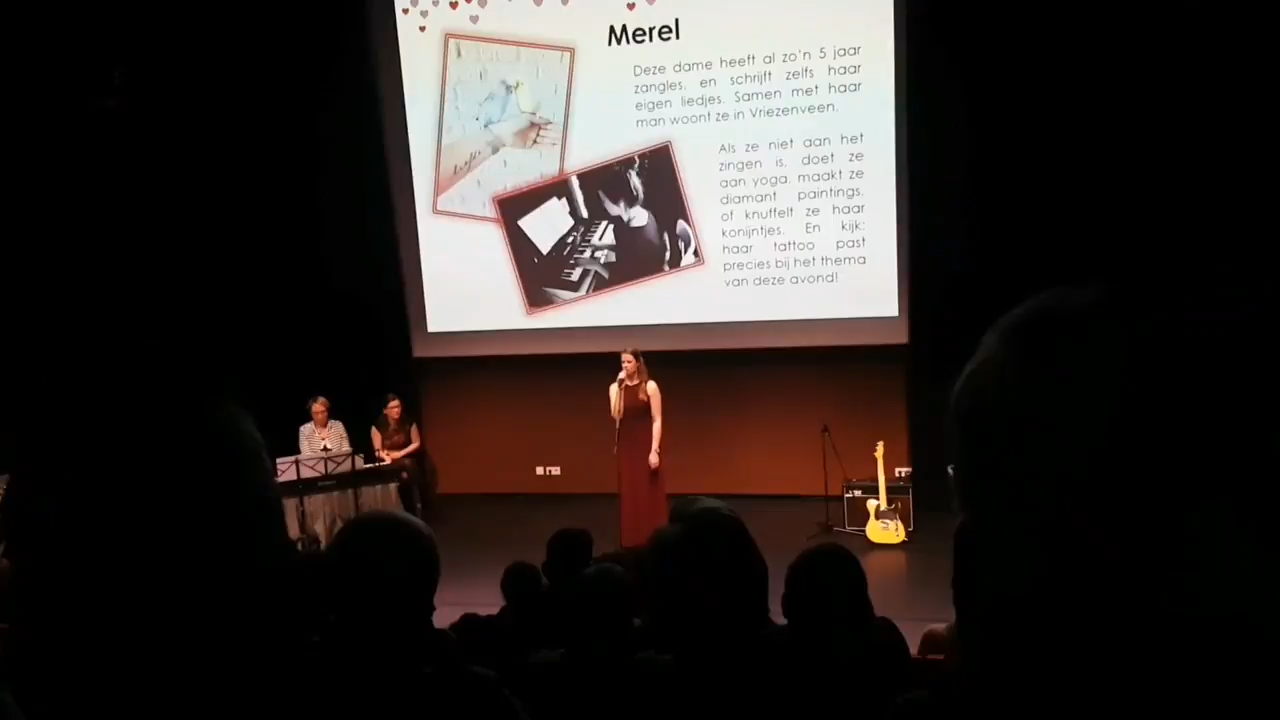 Merel
Deze dame heeft al zo'n 5 jaar
zangles, en schrijft zelfs haar
eigen liedjes. Samen met haar
man woont ze in Vriezenveen.
Als ze niet aan het
zingen is, doet ze
aan yoga, maakt ze
diamant paintings,
of knuffelt ze haar
konijntjes. En kijk:
haar tattoo past
precies bij het thema
van deze avond!